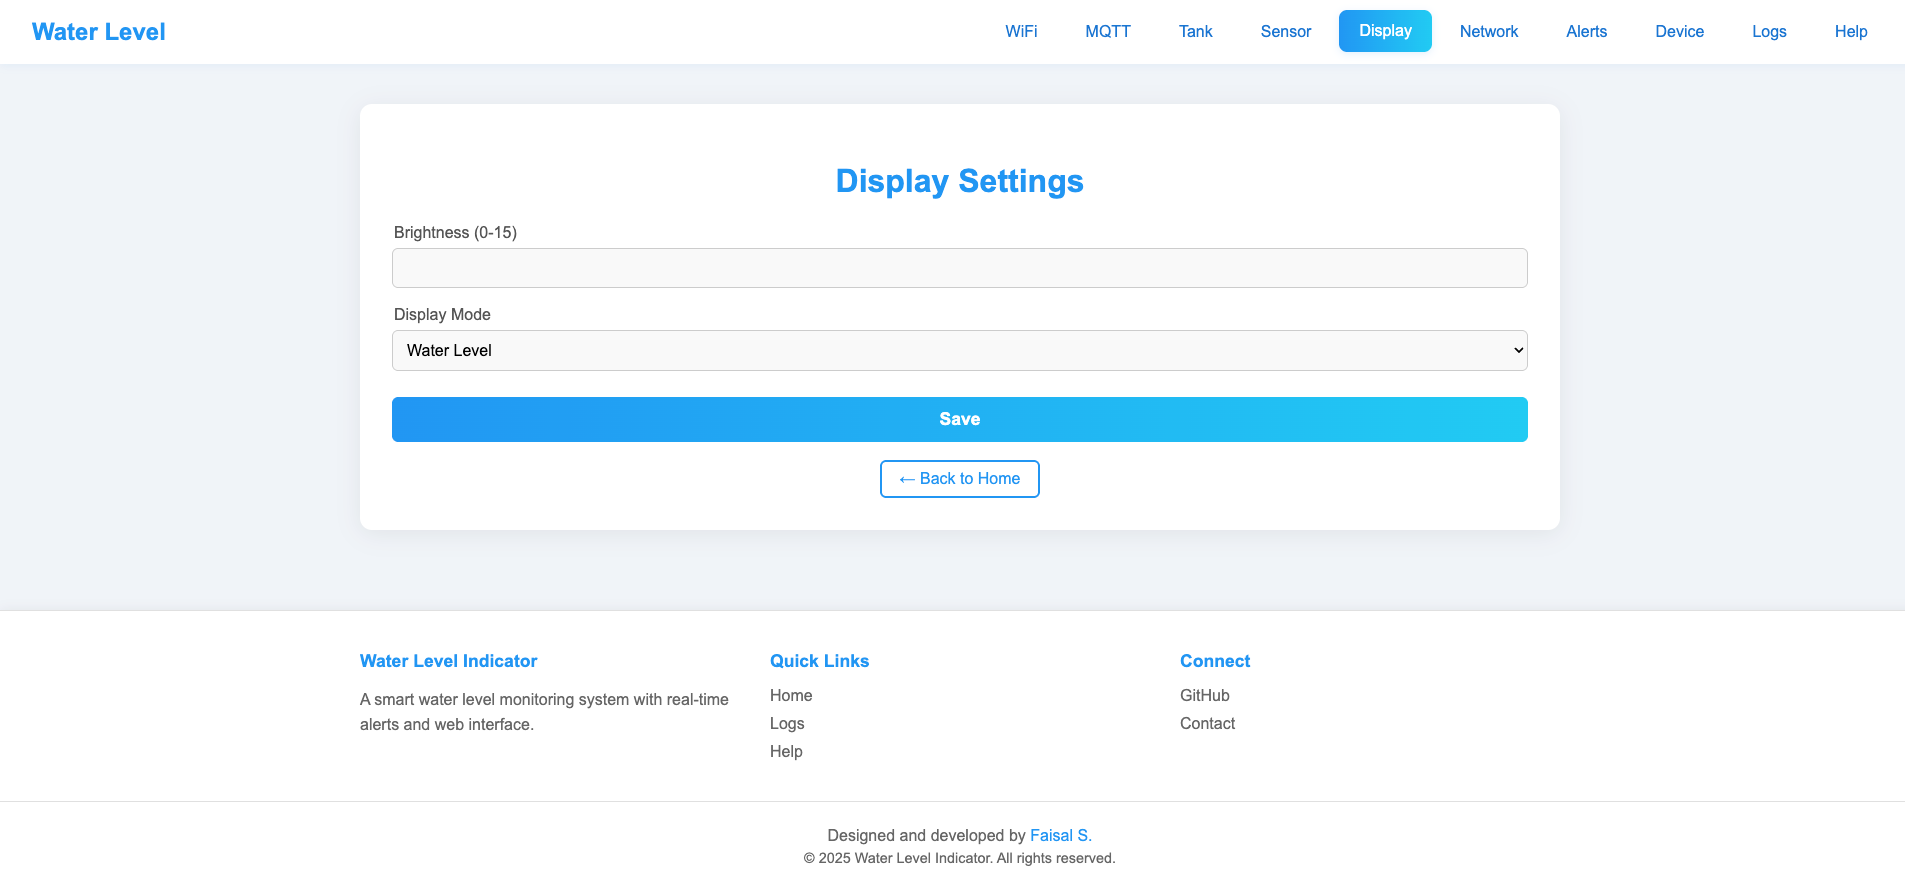 Water Level
WiFi
MQTT
Tank
Sensor
Display
Network
Alerts
Device
Logs
Help
Display Settings
Brightness (0-15)
Display Mode
Water Level
Save
← Back to Home
Water Level Indicator
A smart water level monitoring system with real-time
alerts and web interface.
Quick Links
Home
Logs
Help
Connect
GitHub
Contact
Designed and developed by Faisal S.
© 2025 Water Level Indicator. All rights reserved.